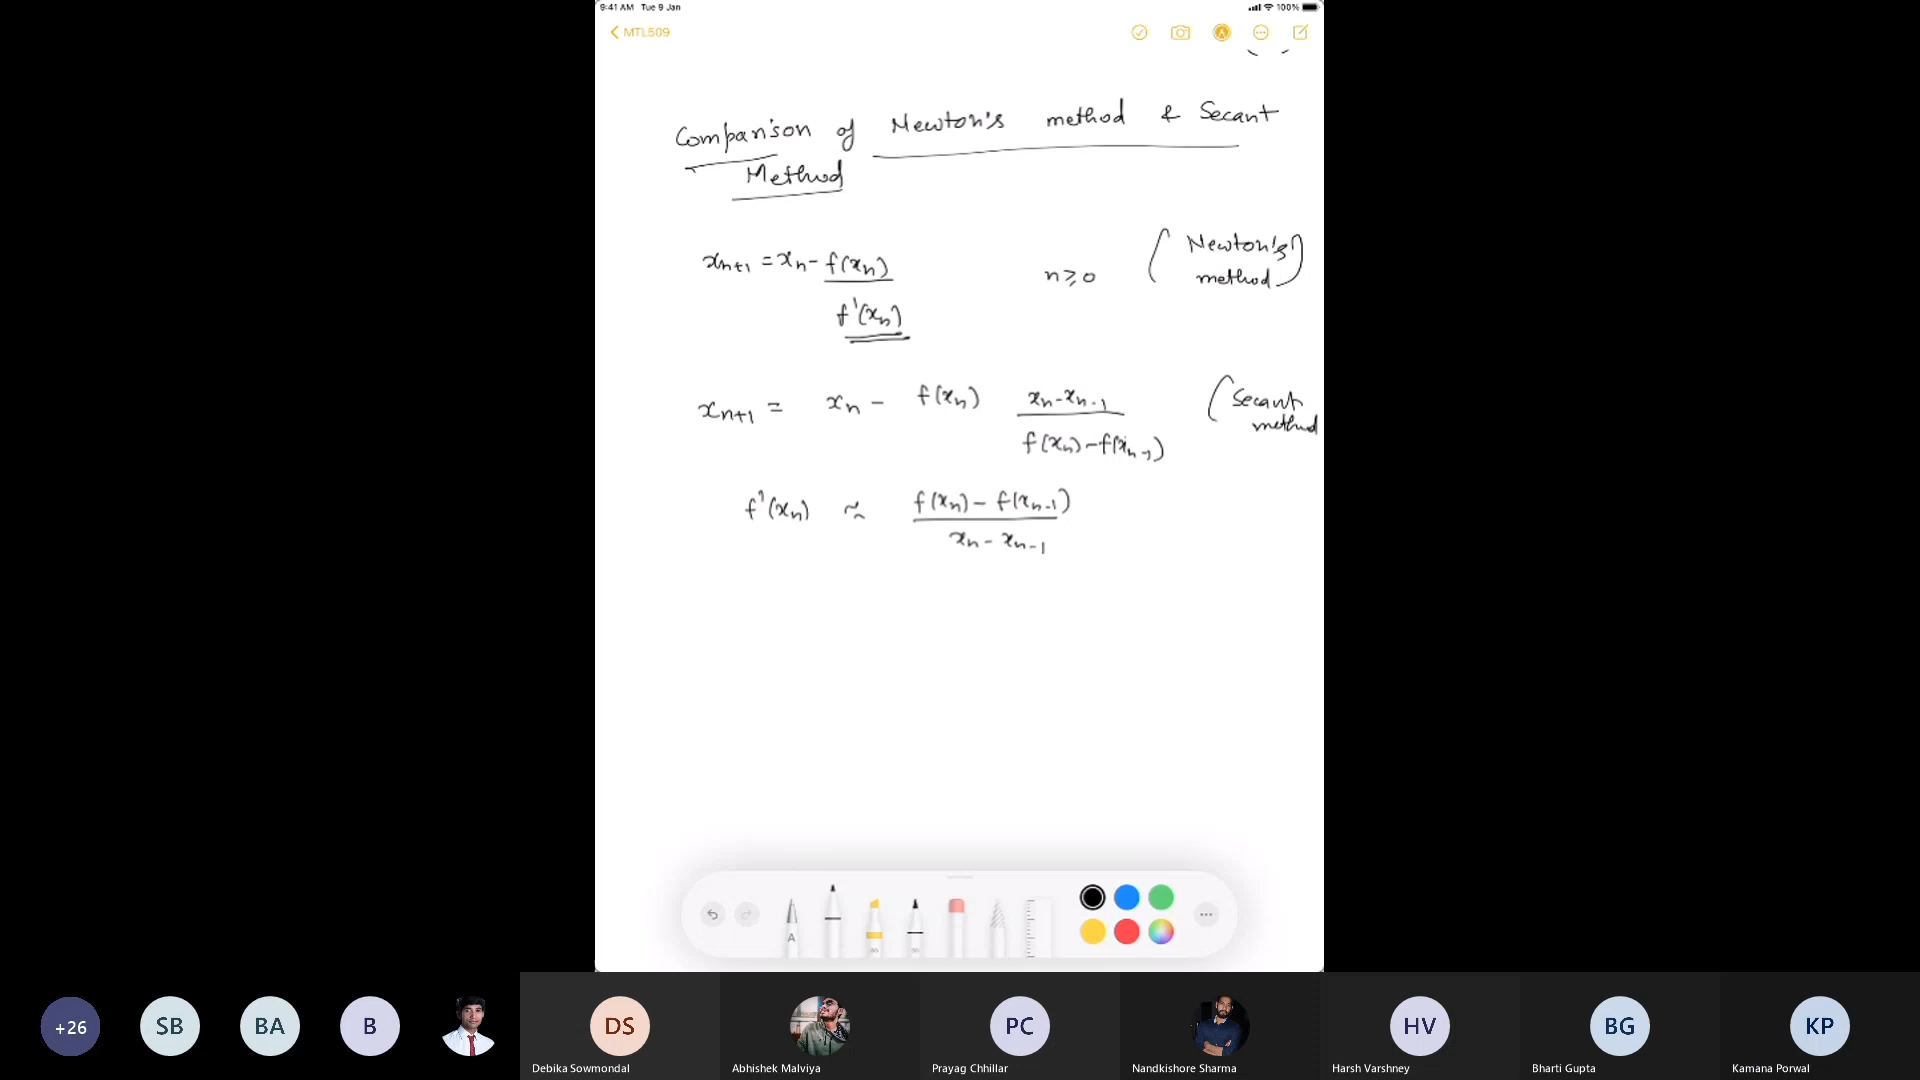 9:41 AM Tue 9 Jan
100%
MTL509
Comparison of Newton's method & Secant
Method
xₙ₊₁ = xₙ - f(xₙ) / f'(xₙ) n ≥ 0 (Newton's method)
xₙ₊₁ = xₙ - f(xₙ) (xₙ - xₙ₋₁) / (f(xₙ) - f(xₙ₋₁)) (Secant method
f'(xₙ) ≈ (f(xₙ) - f(xₙ₋₁)) / (xₙ - xₙ₋₁)
A
+26 SB BA B DS PC HV BG KP
Debika Sowmondal Abhishek Malviya Prayag Chhillar Nandkishore Sharma Harsh Varshney Bharti Gupta Kamana Porwal